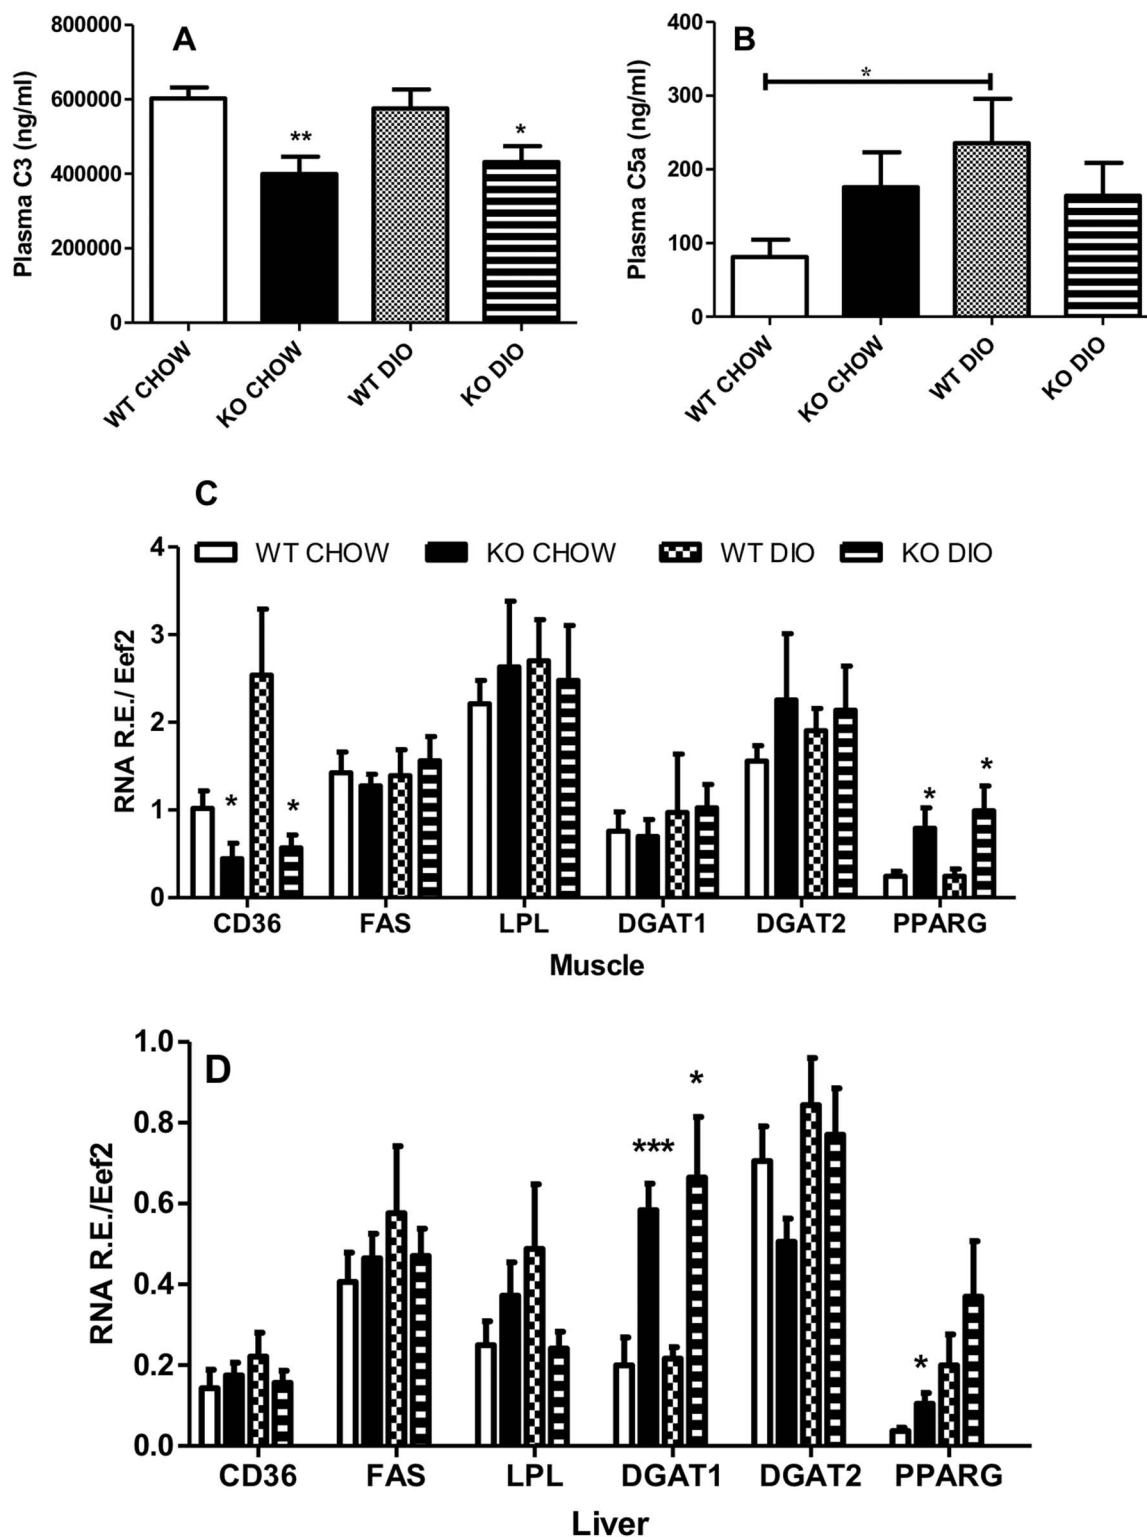 A
Plasma C3 (ng/ml)
800000
600000
400000
200000
0
**
*
WT CHOW
KO CHOW
WT DIO
KO DIO
B
Plasma C5a (ng/ml)
400
300
200
100
0
*
WT CHOW
KO CHOW
WT DIO
KO DIO
C
WT CHOW KO CHOW WT DIO KO DIO
RNA R.E./ Eef2
4
3
2
1
0
* * * *
CD36 FAS LPL DGAT1 DGAT2 PPARG
Muscle
D
RNA R.E./Eef2
1.0
0.8
0.6
0.4
0.2
0.0
*** * *
CD36 FAS LPL DGAT1 DGAT2 PPARG
Liver